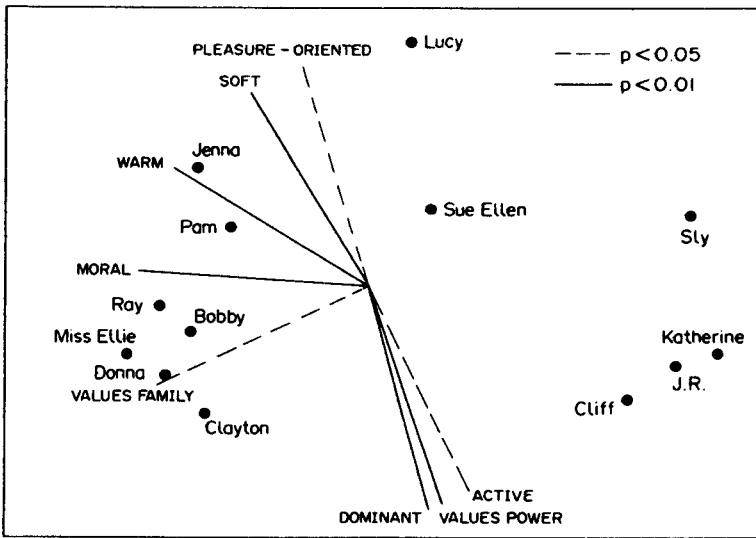 Lucy
PLEASURE-ORIENTED
p<0.05
SOFT
p<0.01
Jenna
WARM
Pam
Sue Ellen
Sly
MORAL
Ray
Bobby
Miss Ellie
Katherine
Donna
J.R.
VALUES FAMILY
Cliff
Clayton
ACTIVE
DOMINANT
VALUES POWER